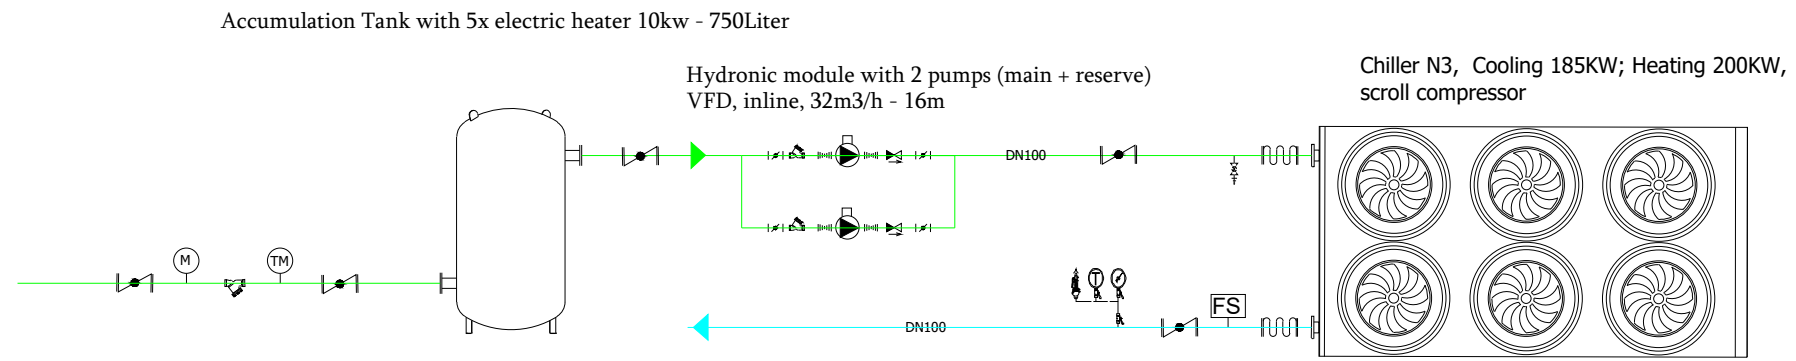 Accumulation Tank with 5x electric heater 10kw - 750Liter
Hydronic module with 2 pumps (main + reserve)
VFD, inline, 32m3/h - 16m
Chiller N3, Cooling 185KW; Heating 200KW,
scroll compressor
DN100
M
TM
T
FS
DN100